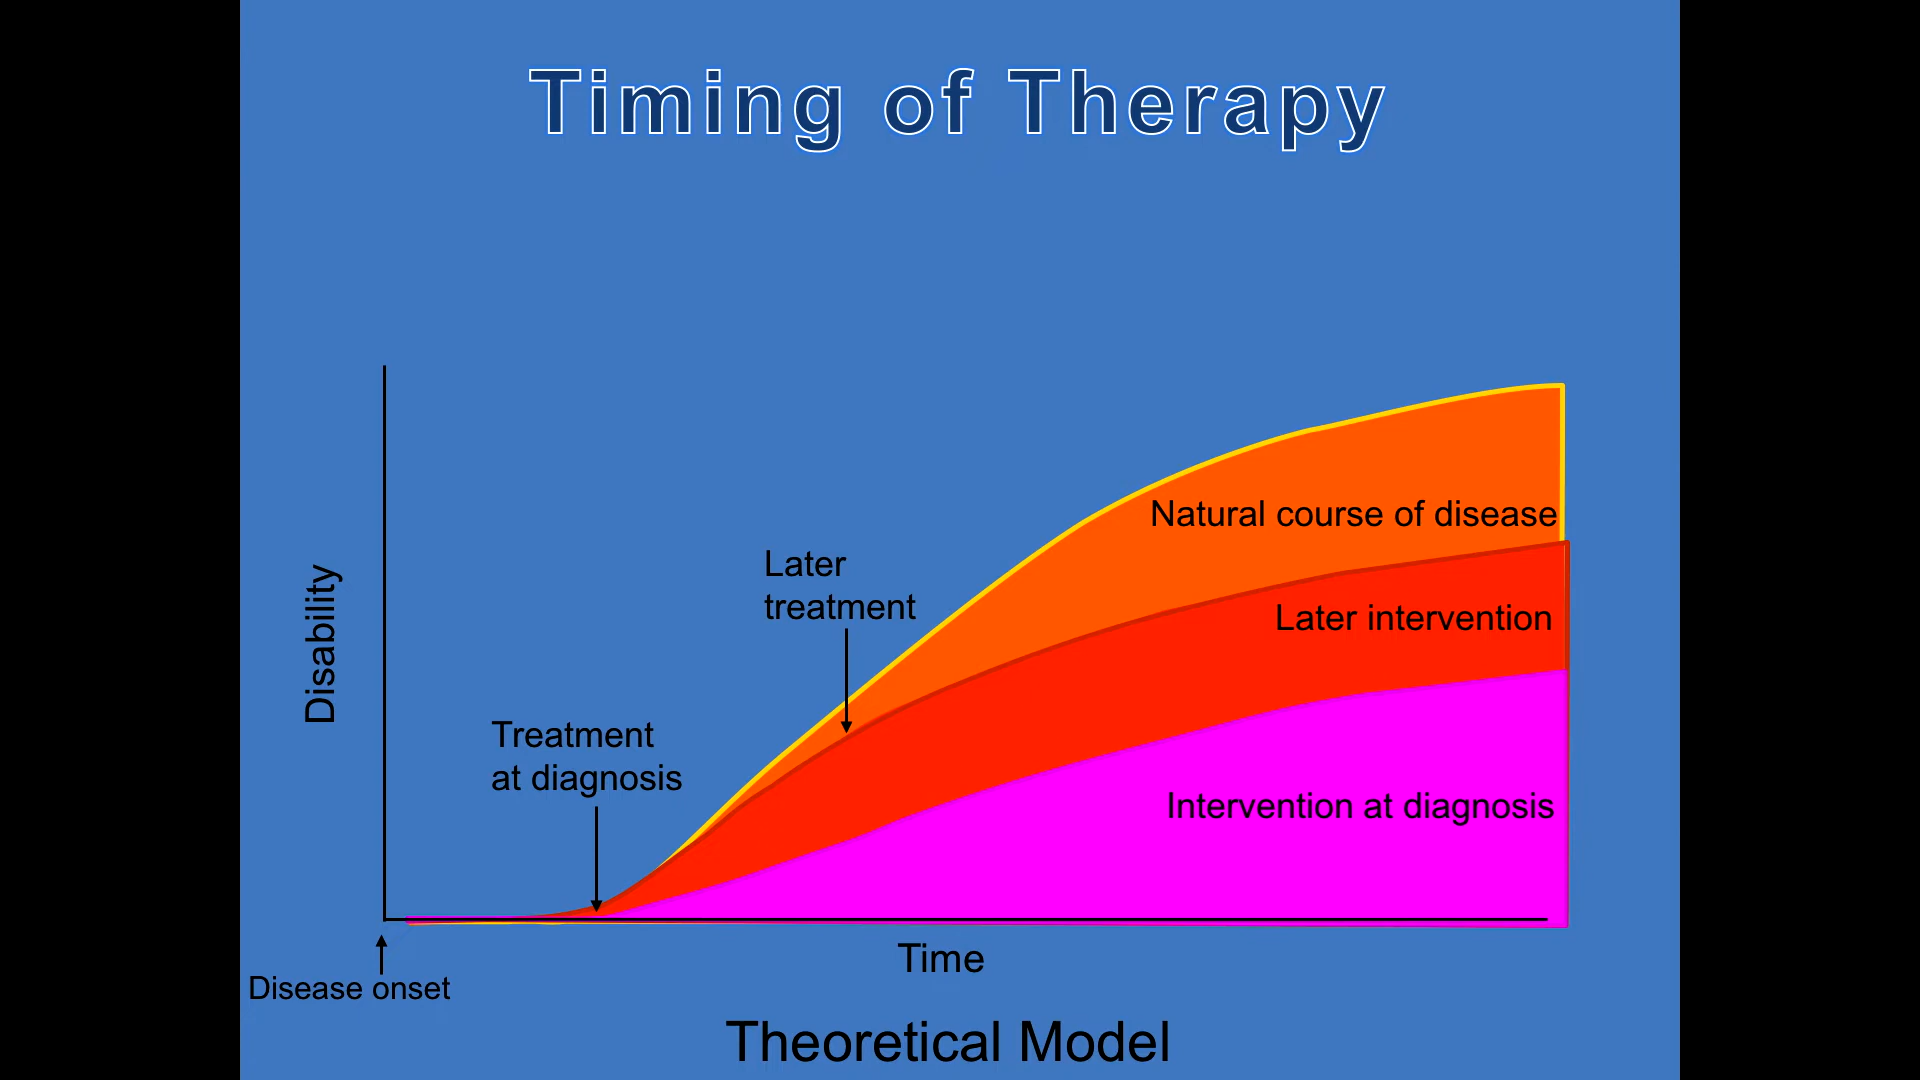 Timing of Therapy
Natural course of disease
Later
treatment
Later intervention
Disability
Treatment
at diagnosis
Intervention at diagnosis
Time
Disease onset
Theoretical Model